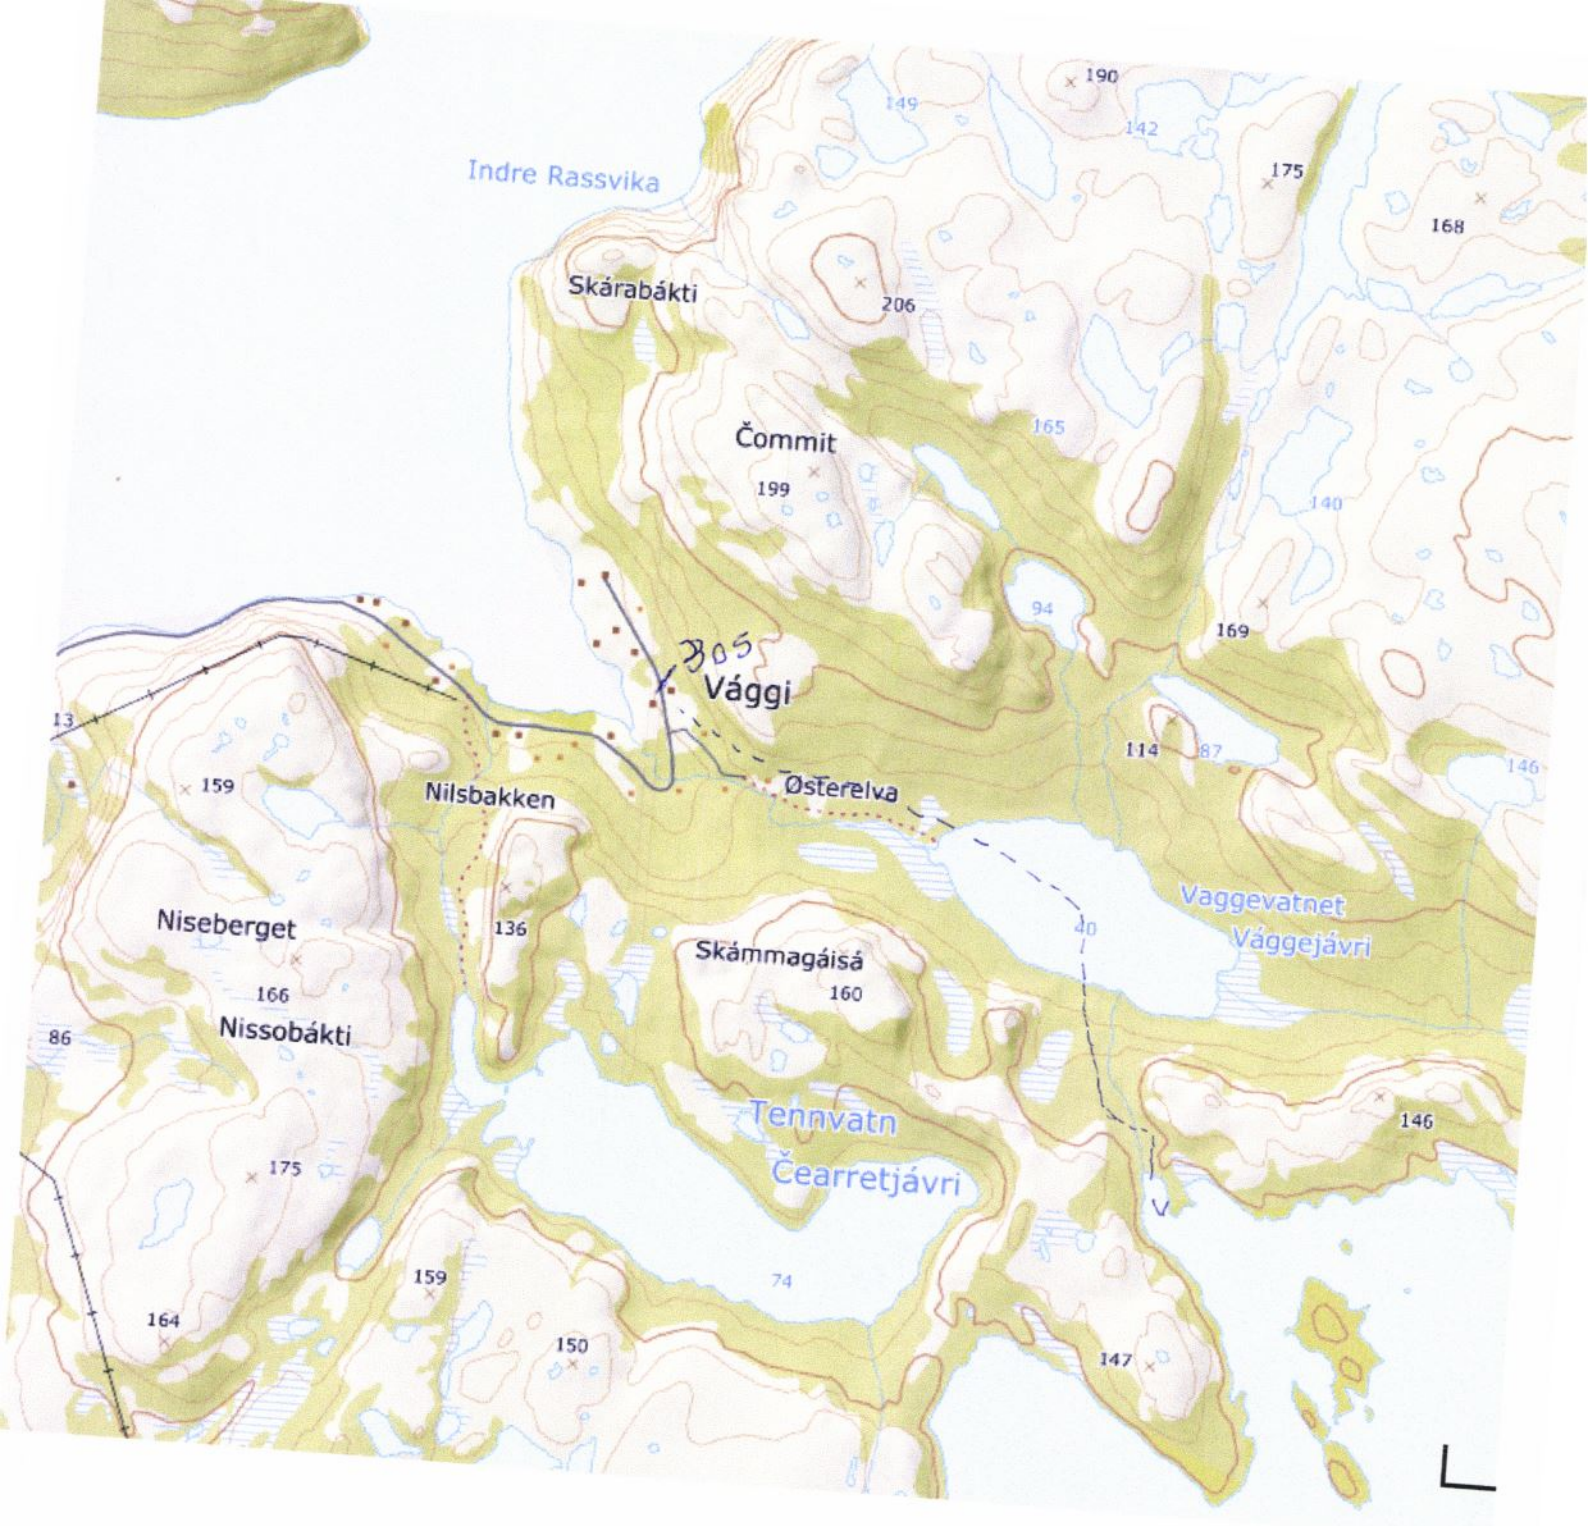 190
149
142
175
Indre Rassvika
168
Skárabákti
206
165
Čommit
199
140
94
169
305
Vággi
13
114
87
146
159
Nilsbakken
Østerelva
Vaggevatnet
Niseberget
136
40
Vággejávri
Skámmagáisá
166
160
Nissobákti
86
Tennvatn
146
175
Čearretjávri
159
74
164
150
147